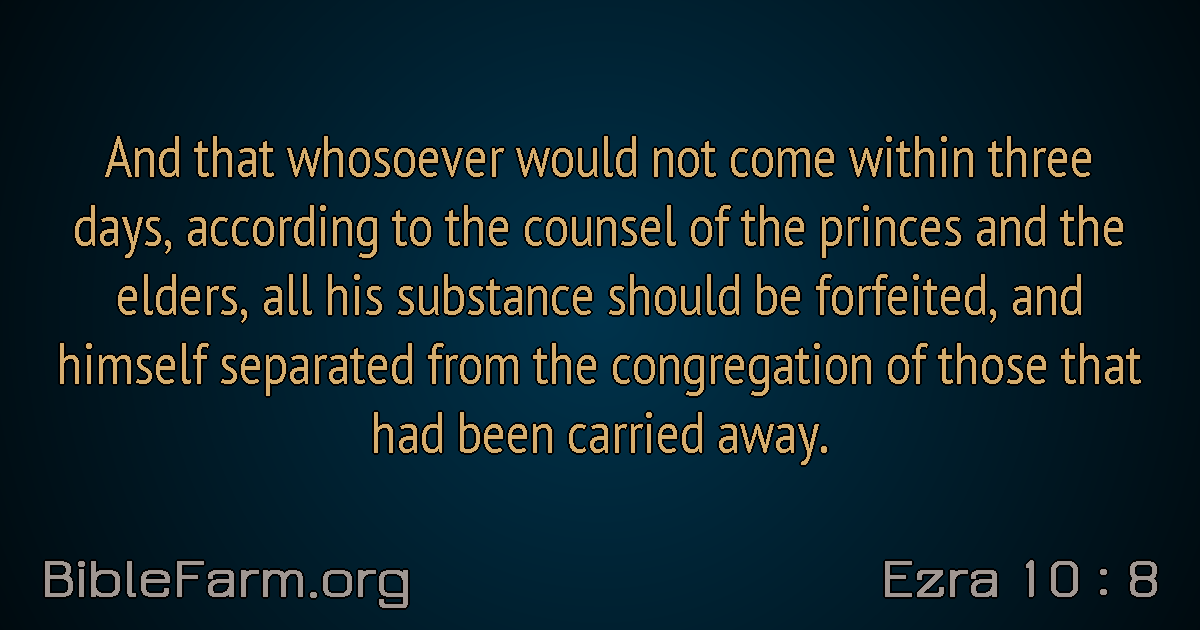 And that whosoever would not come within three
days, according to the counsel of the princes and the
elders, all his substance should be forfeited, and
himself separated from the congregation of those that
had been carried away.
BibleFarm.org
Ezra 10 : 8